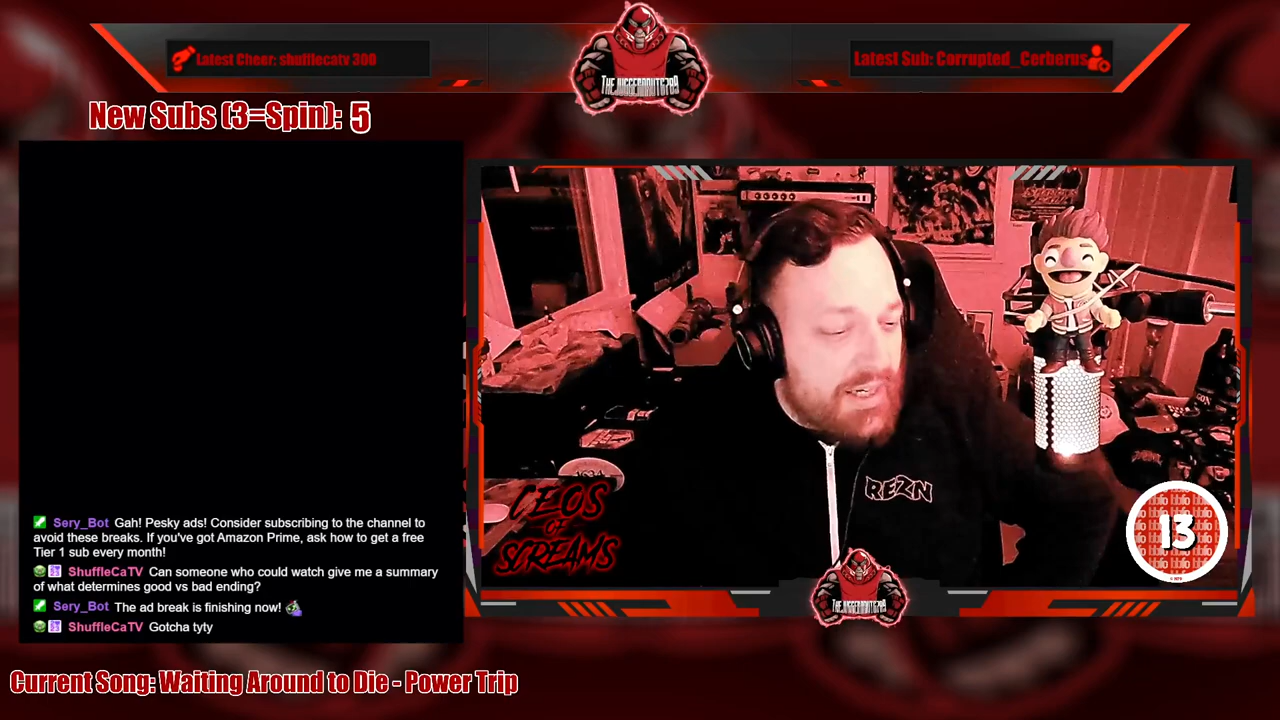 Latest Cheer: shufflecatv 300
THEJUGGERNAUT6789
Latest Sub: Corrupted_Cerberus
New Subs (3=Spin): 5
REZN
CEOS
OF
SCREAMS
13
THEJUGGERNAUT6789
Sery_Bot Gah! Pesky ads! Consider subscribing to the channel to
avoid these breaks. If you've got Amazon Prime, ask how to get a free
Tier 1 sub every month!
ShuffleCaTV Can someone who could watch give me a summary
of what determines good vs bad ending?
Sery_Bot The ad break is finishing now!
ShuffleCaTV Gotcha tyty
Current Song: Waiting Around to Die - Power Trip